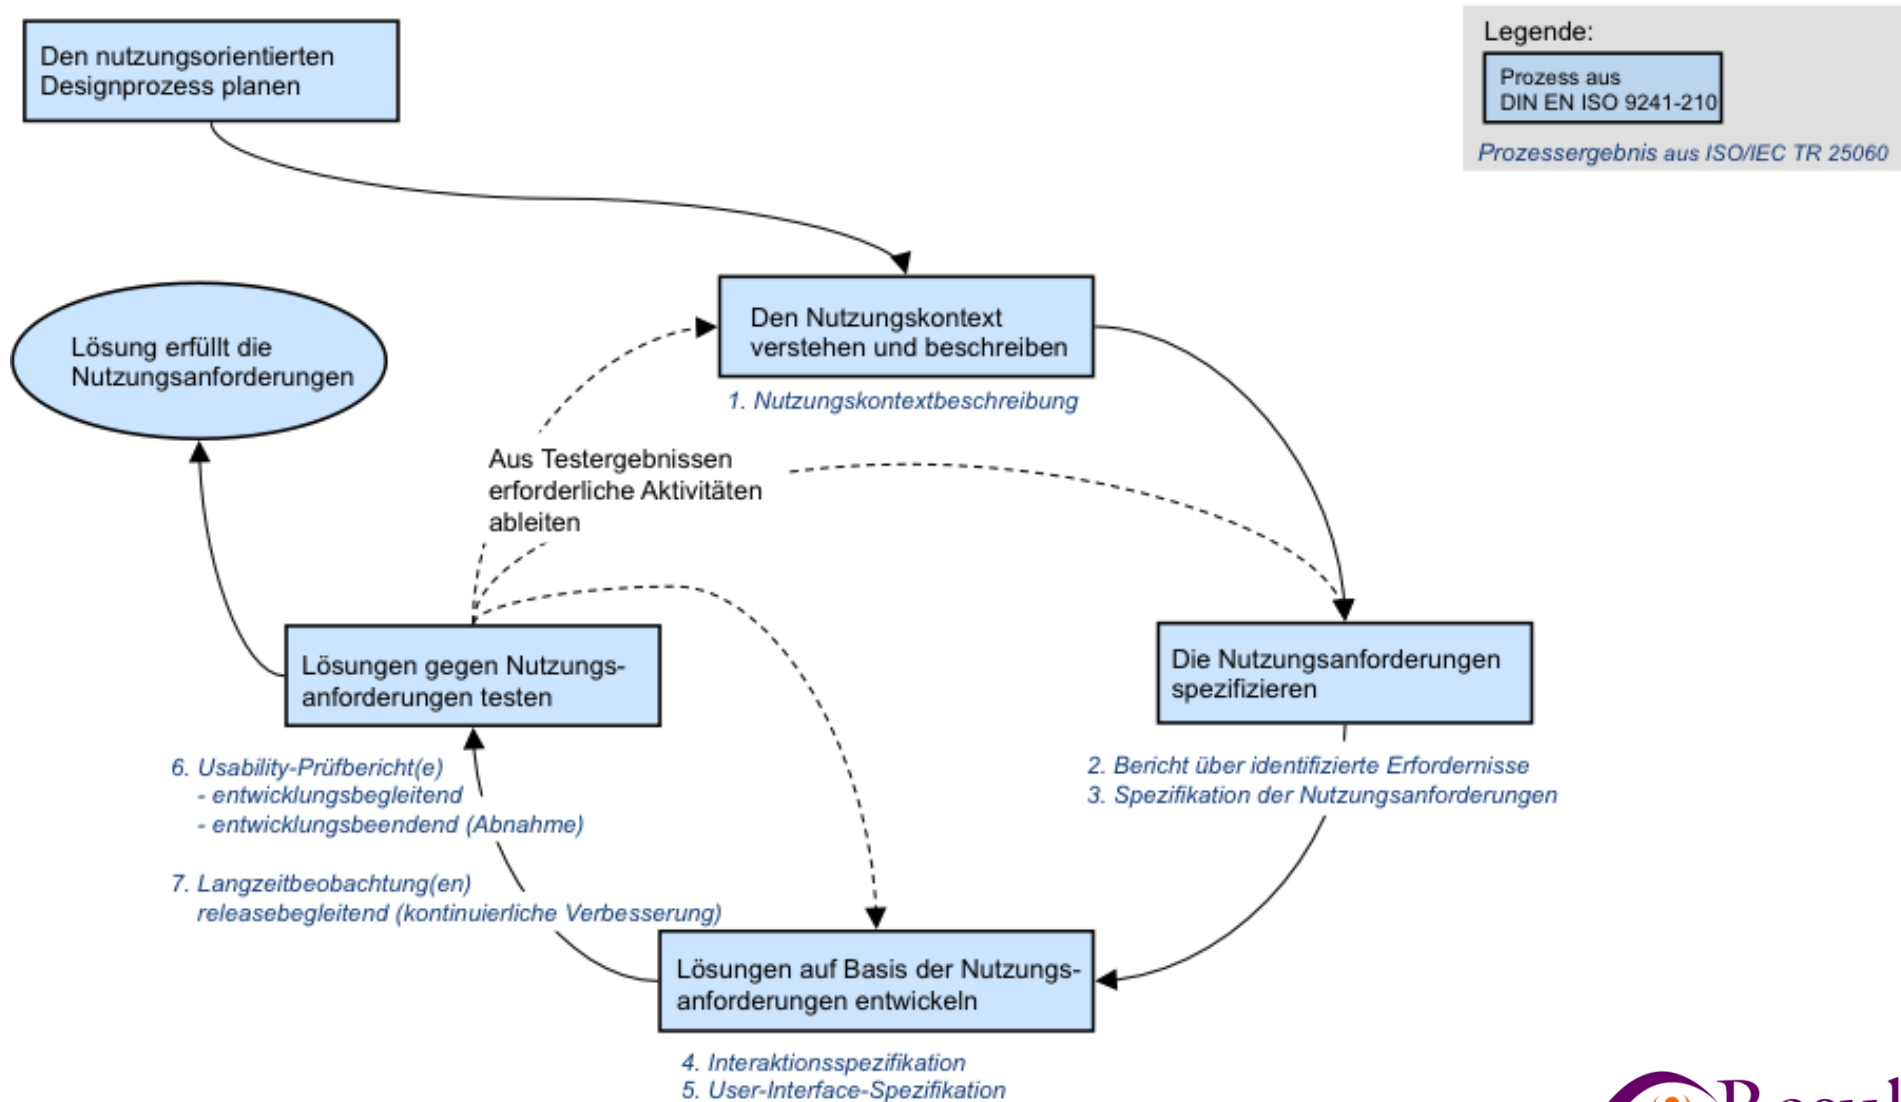 Den nutzungsorientierten
Designprozess planen
Legende:
Prozess aus
DIN EN ISO 9241-210
Prozessergebnis aus ISO/IEC TR 25060
Den Nutzungskontext
verstehen und beschreiben
1. Nutzungskontextbeschreibung
Lösung erfüllt die
Nutzungsanforderungen
Aus Testergebnissen
erforderliche Aktivitäten
ableiten
Lösungen gegen Nutzungs-
anforderungen testen
Die Nutzungsanforderungen
spezifizieren
6. Usability-Prüfbericht(e)
- entwicklungsbegleitend
- entwicklungsbeendend (Abnahme)
7. Langzeitbeobachtung(en)
releasebegleitend (kontinuierliche Verbesserung)
2. Bericht über identifizierte Erfordernisse
3. Spezifikation der Nutzungsanforderungen
Lösungen auf Basis der Nutzungs-
anforderungen entwickeln
4. Interaktionsspezifikation
5. User-Interface-Spezifikation